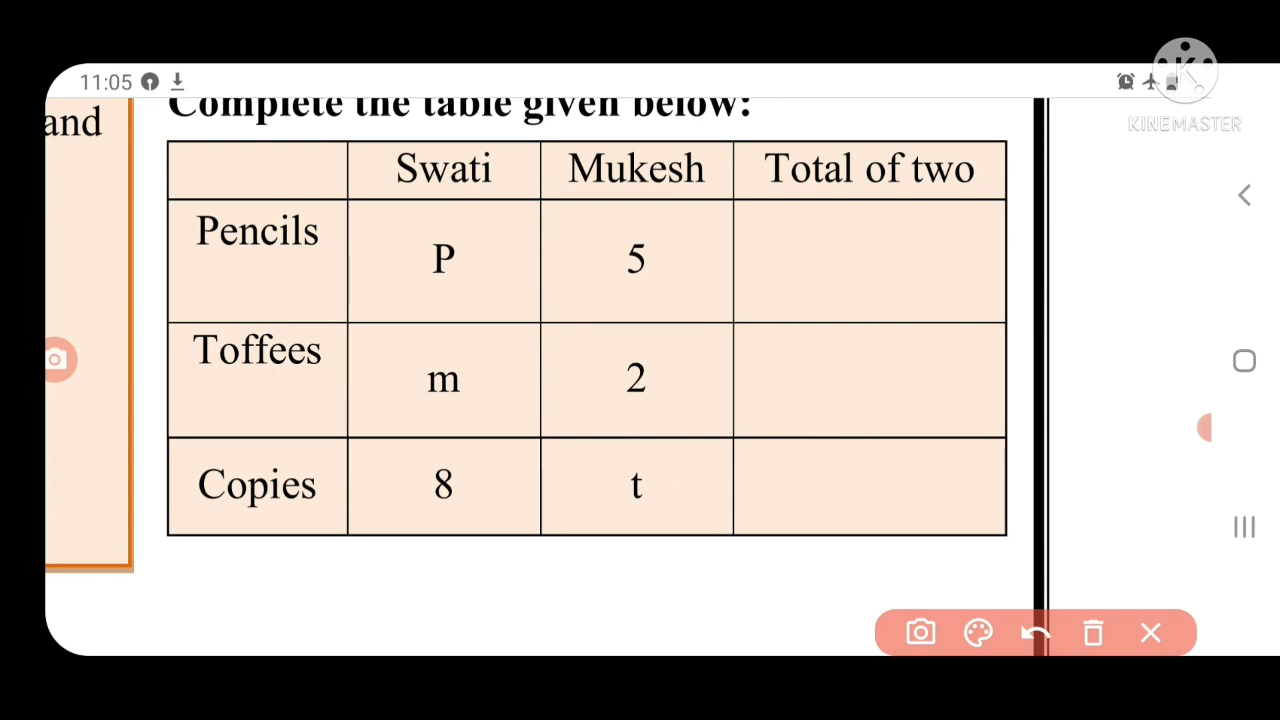 11:05
KINEMASTER
and
Complete the table given below:
Swati Mukesh Total of two
Pencils P 5
Toffees m 2
Copies 8 t